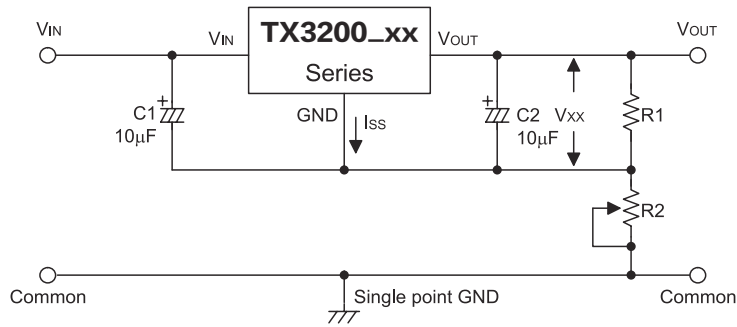 VIN
VIN
TX3200_xx
Series
VOUT
VOUT
C1
10μF
GND
ISS
C2
10μF
VXX
R1
R2
Common
Single point GND
Common